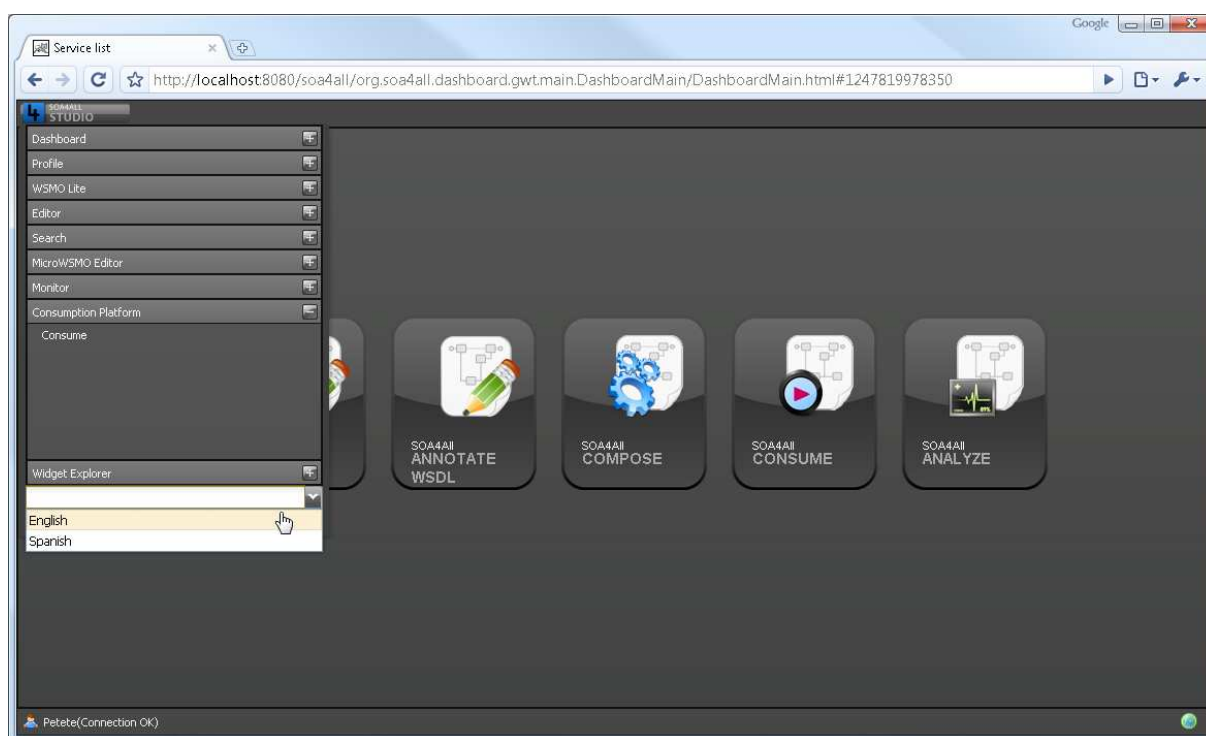 Google
Service list
http://localhost:8080/soa4all/org.soa4all.dashboard.gwt.main.DashboardMain/DashboardMain.html#1247819978350
4 SOA4ALL
STUDIO
Dashboard
Profile
WSMO Lite
Editor
Search
MicroWSMO Editor
Monitor
Consumption Platform
Consume
Widget Explorer
English
Spanish
SOA4All
ANNOTATE
WSDL
SOA4All
COMPOSE
SOA4All
CONSUME
SOA4All
ANALYZE
Petete(Connection OK)